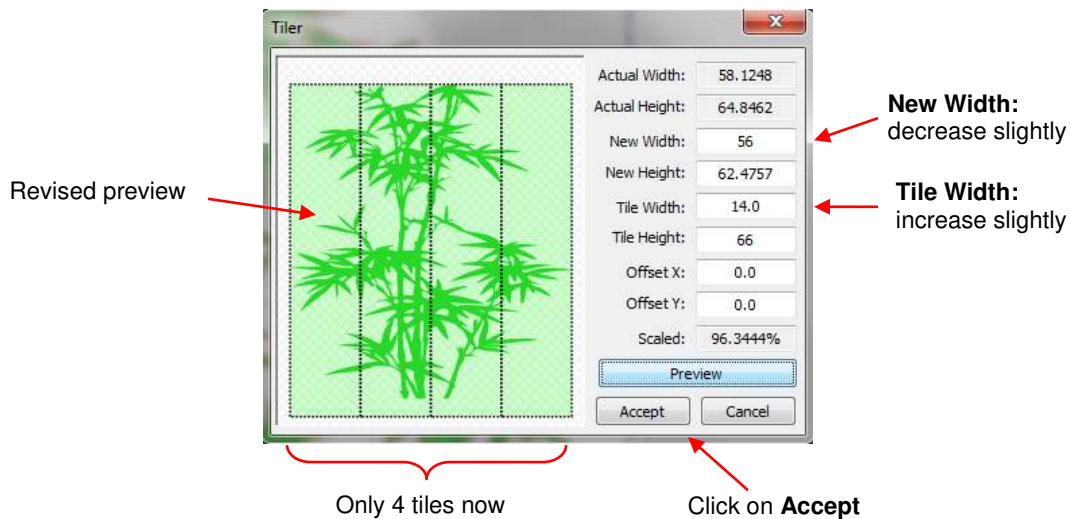 Tiler
Actual Width: 58.1248
Actual Height: 64.8462
New Width: 56
New Height: 62.4757
Tile Width: 14.0
Tile Height: 66
Offset X: 0.0
Offset Y: 0.0
Scaled: 96.3444%
Preview
Accept Cancel
New Width:
decrease slightly
Tile Width:
increase slightly
Revised preview
Only 4 tiles now
Click on Accept